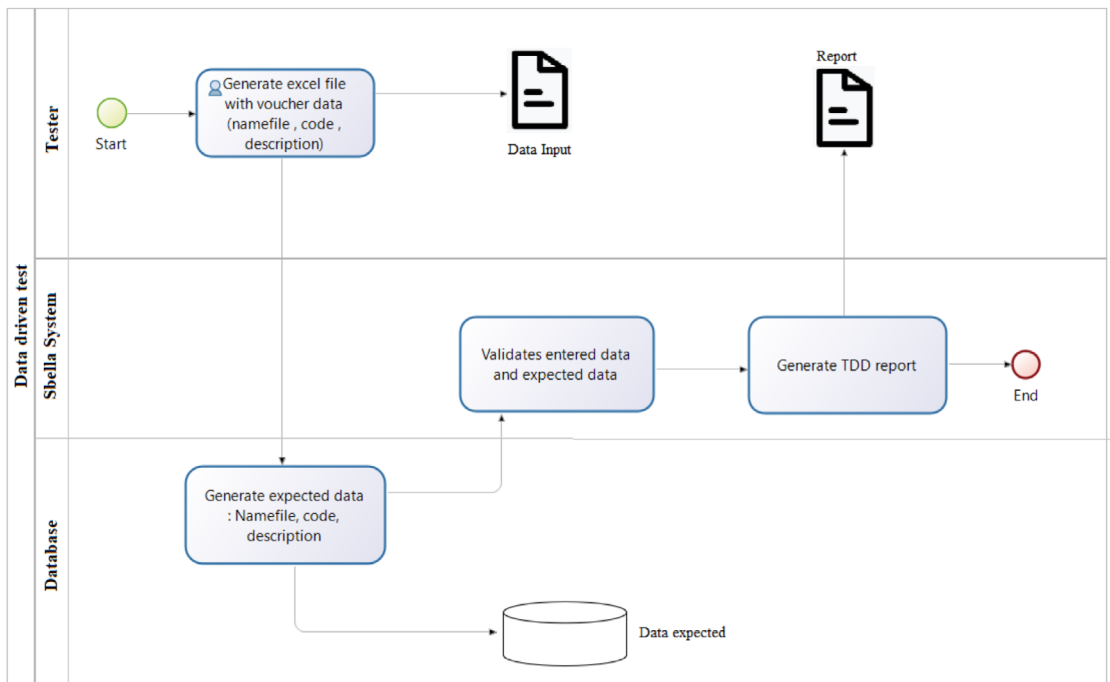 Data driven test
Tester
Start
Generate excel file
with voucher data
(namefile , code ,
description)
Data Input
Report
Sbella System
Validates entered data
and expected data
Generate TDD report
End
Database
Generate expected data
: Namefile, code,
description
Data expected